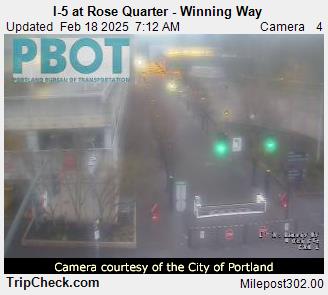 I-5 at Rose Quarter - Winning Way
Updated Feb 18 2025 7:12 AM Camera 4
PBOT
PORTLAND BUREAU OF TRANSPORTATION
Camera courtesy of the City of Portland
TripCheck.com Milepost302.00